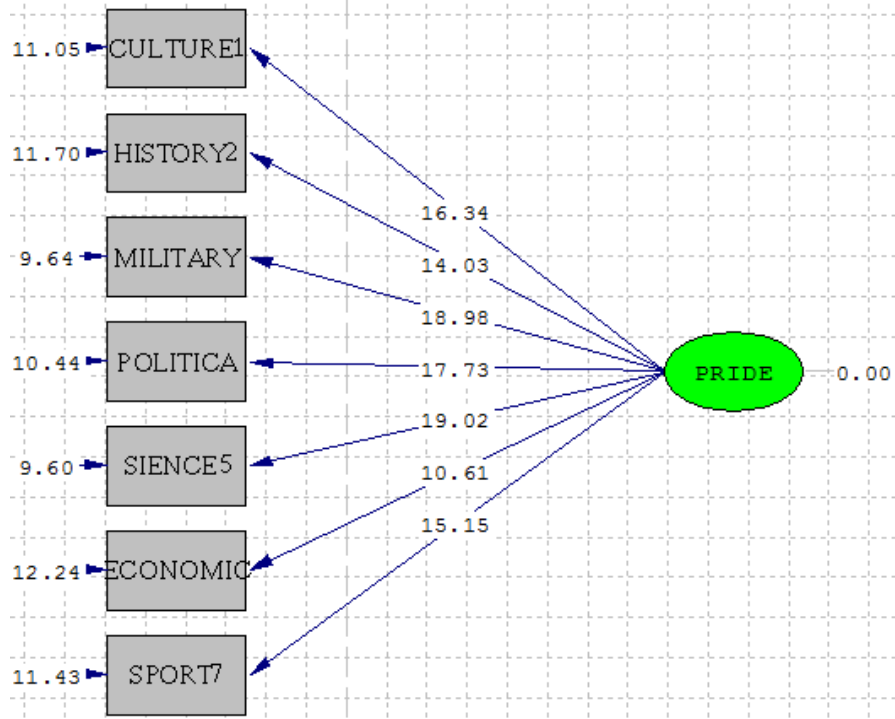 11.05 CULTURE1
11.70 HISTORY2
16.34
14.03
9.64 MILITARY
18.98
10.44 POLITICA
17.73 PRIDE 0.00
19.02
9.60 SIENCE5
10.61
15.15
12.24 ECONOMIC
11.43 SPORT7